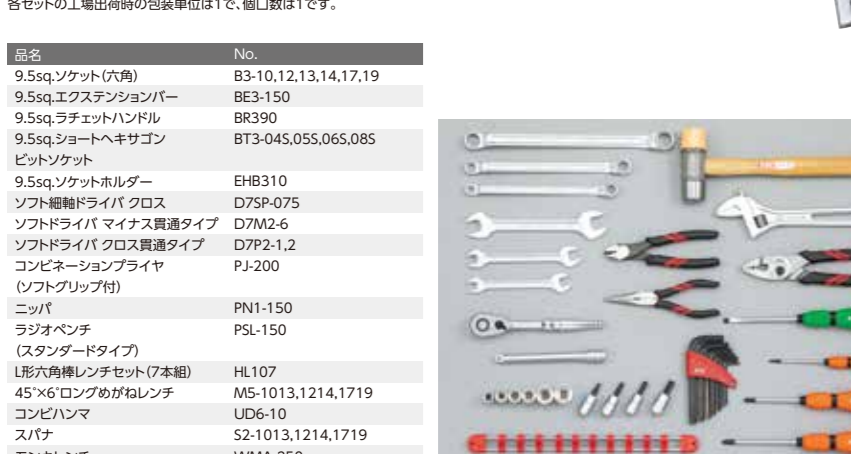 各セットの工場出荷時の包装単位は1で、個口数は1です。
品名 No.
9.5sq.ソケット(六角) B3-10,12,13,14,17,19
9.5sq.エクステンションバー BE3-150
9.5sq.ラチェットハンドル BR390
9.5sq.ショートヘキサゴン BT3-04S,05S,06S,08S
ビットソケット
9.5sq.ソケットホルダー EHB310
ソフト細軸ドライバ クロス D7SP-075
ソフトドライバ マイナス貫通タイプ D7M2-6
ソフトドライバ クロス貫通タイプ D7P2-1,2
コンビネーションプライヤ PJ-200
(ソフトグリップ付)
ニッパ PN1-150
ラジオペンチ PSL-150
(スタンダードタイプ)
L形六角棒レンチセット(7本組) HL107
45°×6°ロングめがねレンチ M5-1013,1214,1719
コンビハンマ UD6-10
スパナ S2-1013,1214,1719
モンキレンチ WMA-250